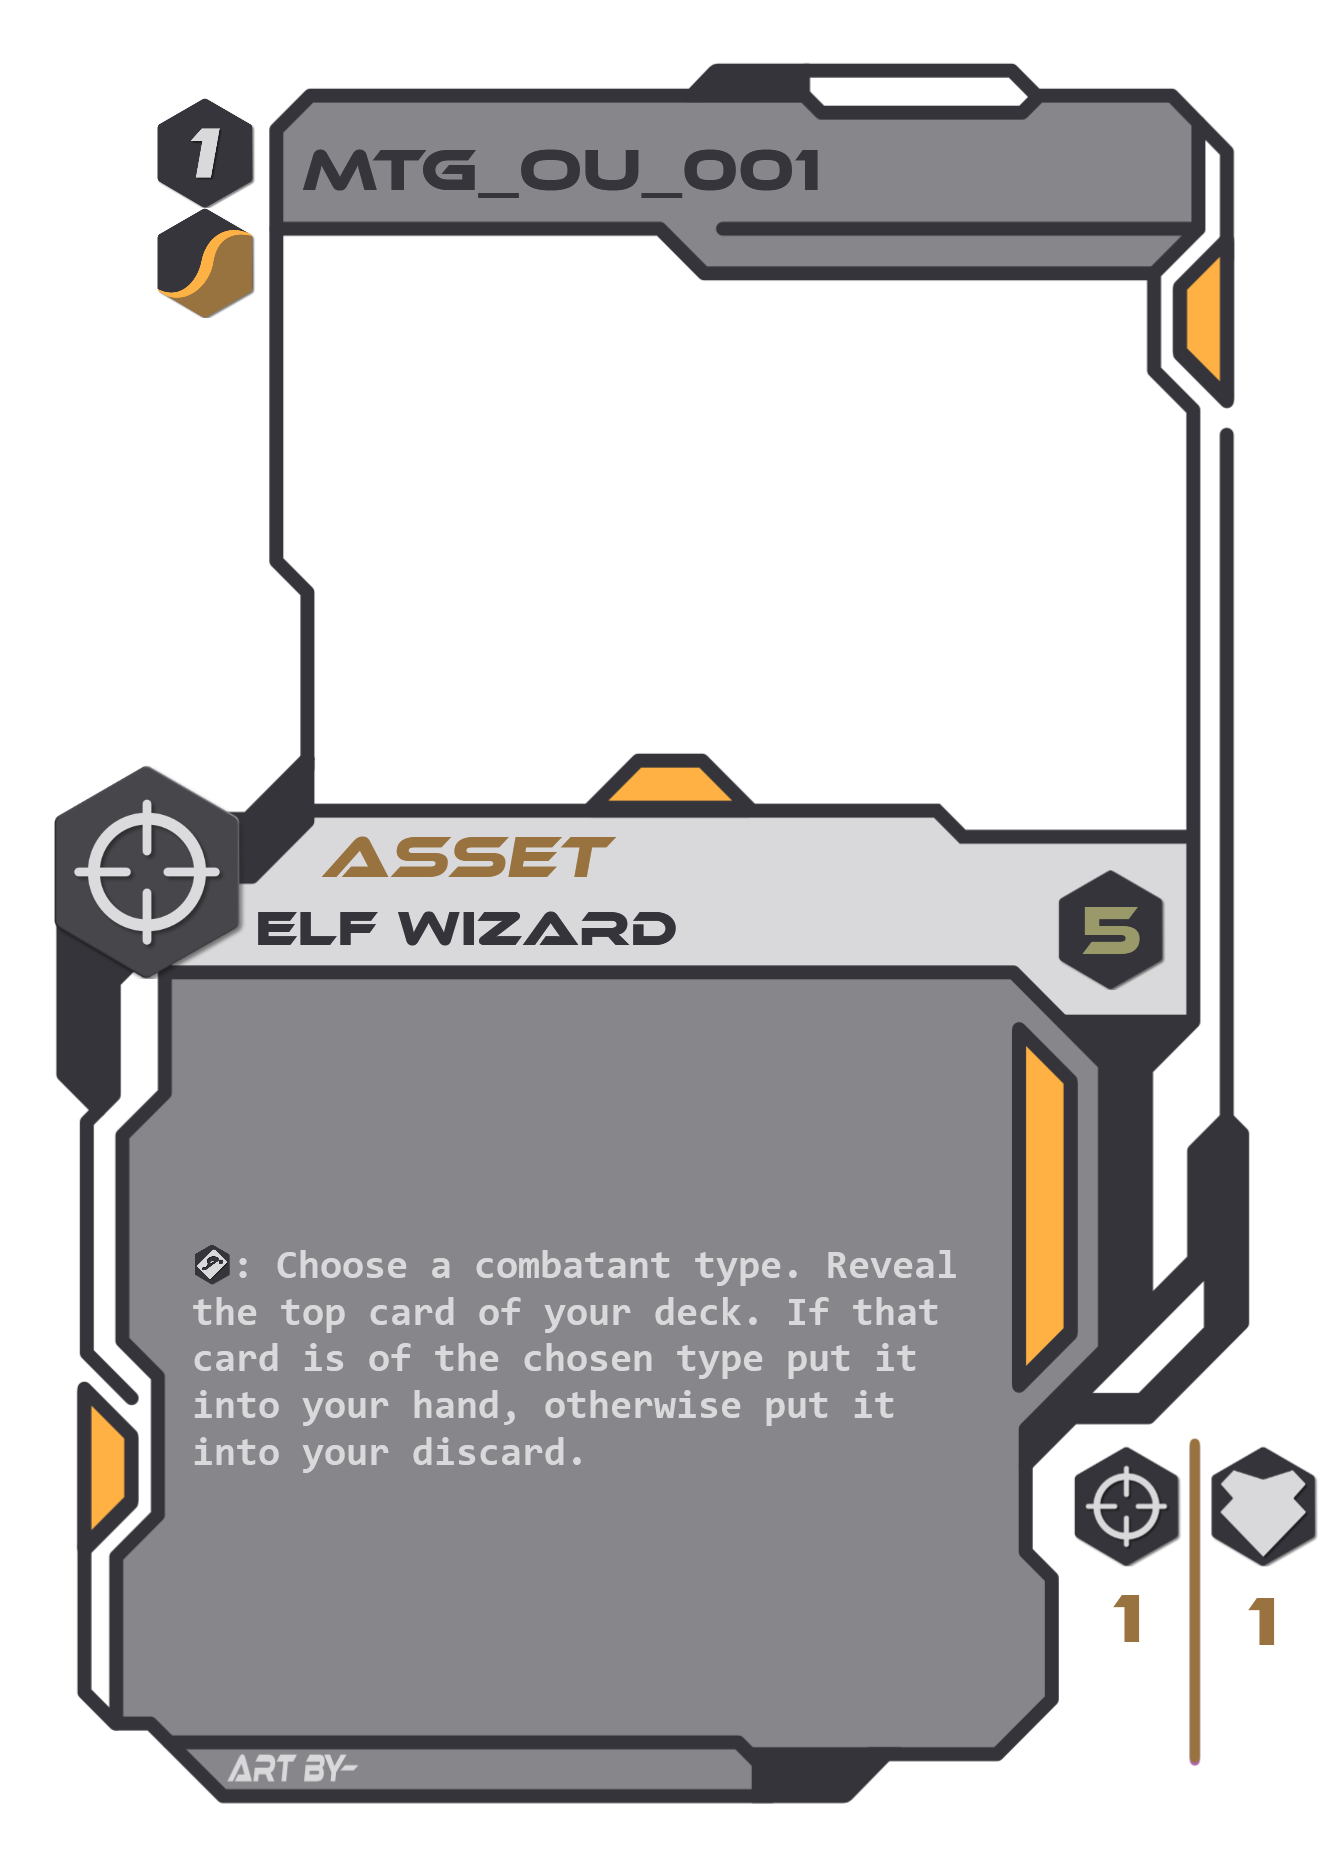 1
MTG_OU_001
ASSET
ELF WIZARD
5
: Choose a combatant type. Reveal
the top card of your deck. If that
card is of the chosen type put it
into your hand, otherwise put it
into your discard.
1
1
ART BY-